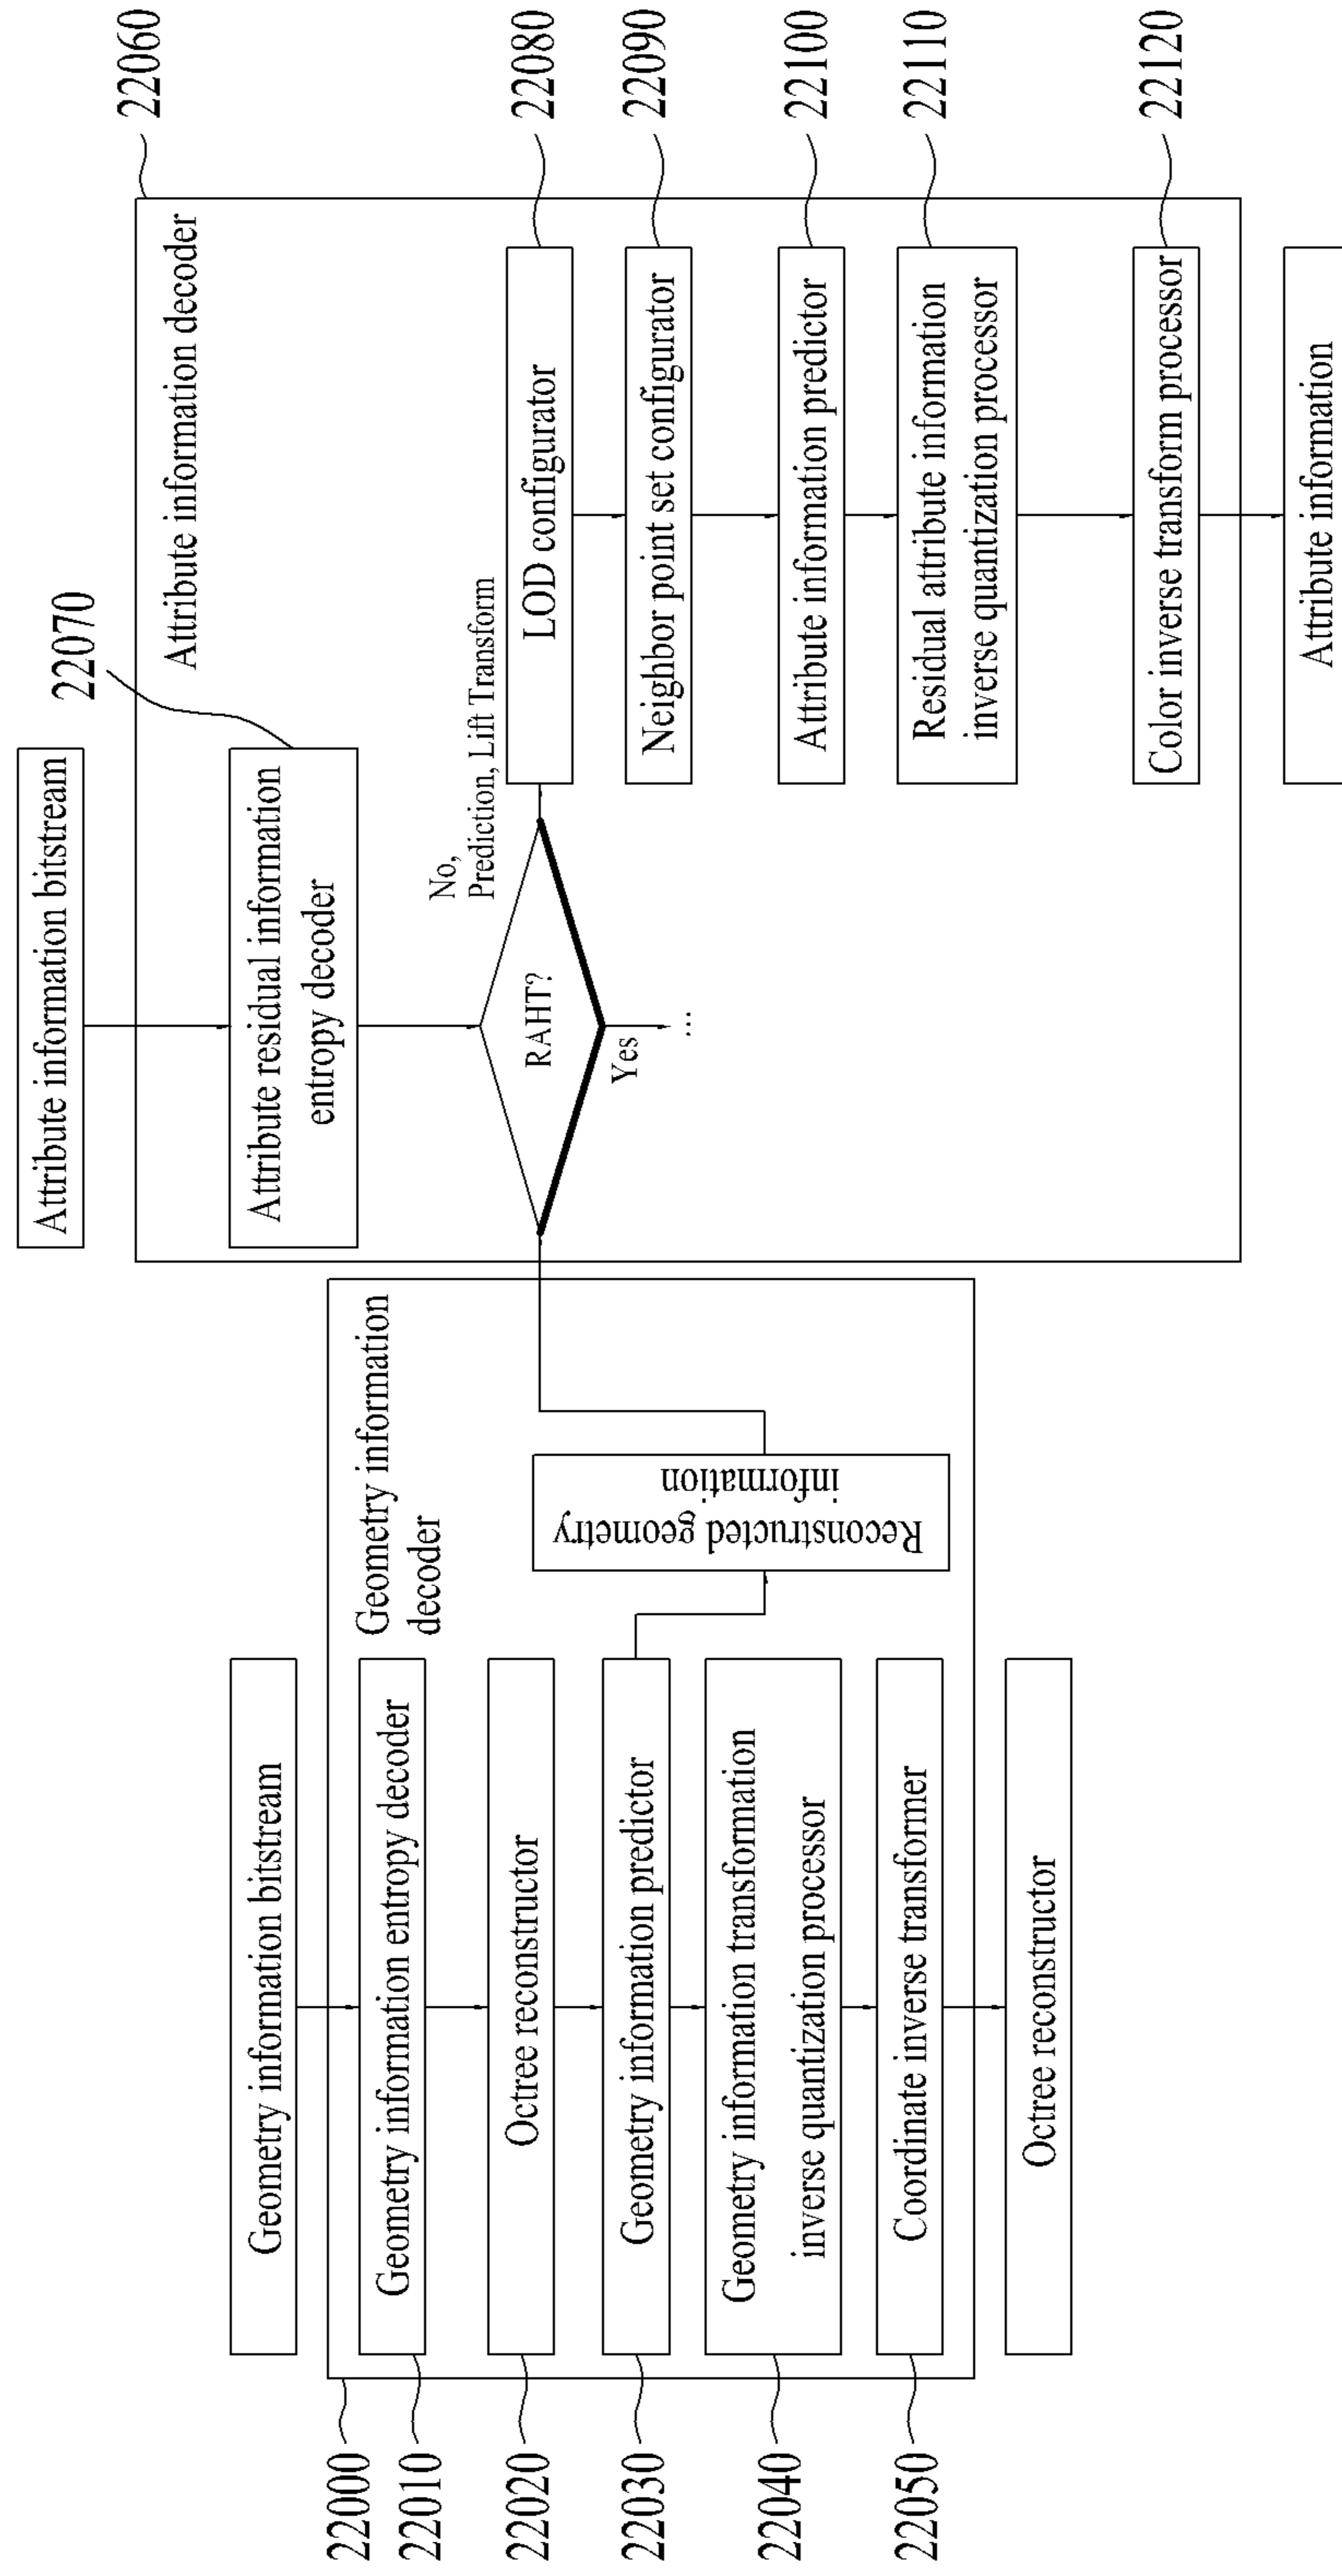 Geometry information bitstream
22000
Geometry information
decoder
22010
Geometry information entropy decoder
22020
Octree reconstructor
22030
Geometry information predictor
Reconstructed geometry
information
22040
Geometry information transformation
inverse quantization processor
22050
Coordinate inverse transformer
Octree reconstructor
Attribute information bitstream
22060
Attribute information decoder
22070
Attribute residual information
entropy decoder
RAHT?
No,
Prediction, Lift Transform
Yes
...
LOD configurator
22080
Neighbor point set configurator
22090
Attribute information predictor
22100
Residual attribute information
inverse quantization processor
22110
Color inverse transform processor
22120
Attribute information